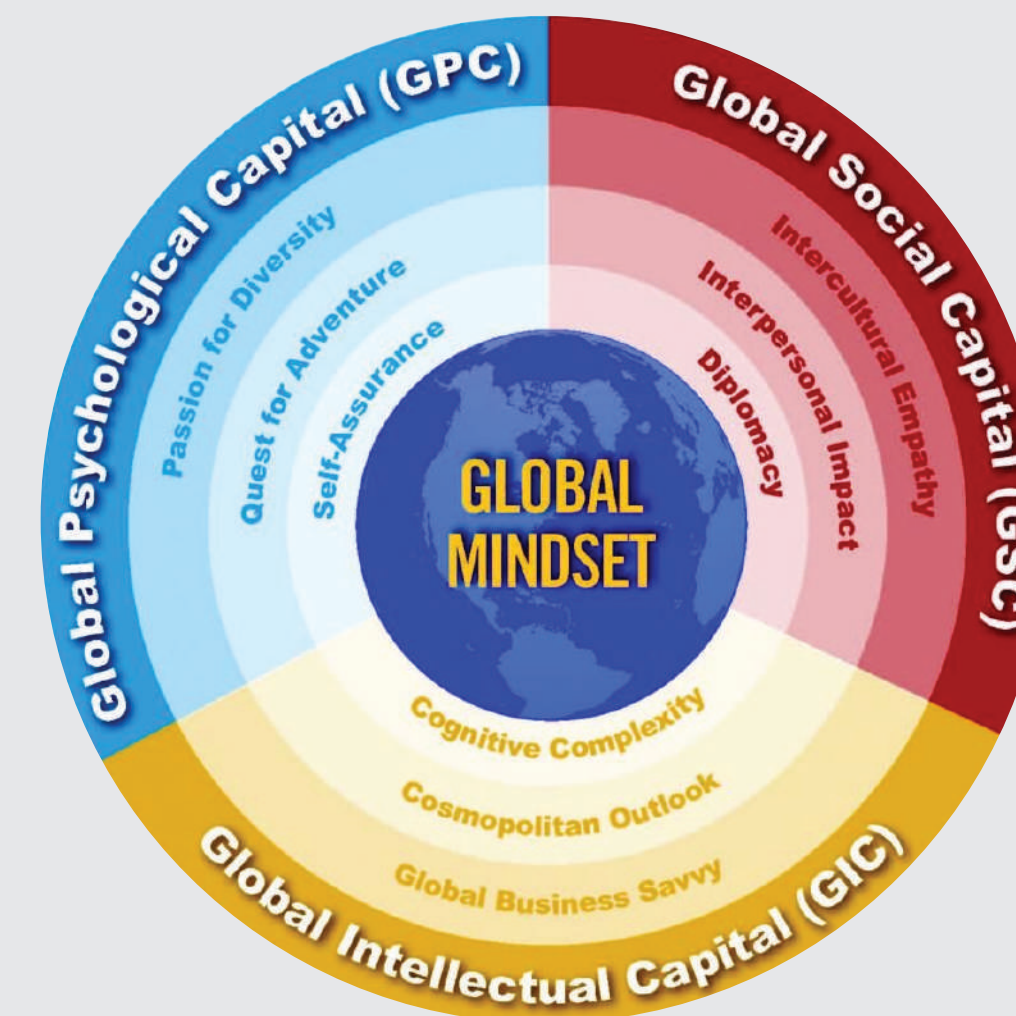 Global Psychological Capital (GPC)
Passion for Diversity
Quest for Adventure
Self-Assurance
Global Social Capital (GSC)
Intercultural Empathy
Interpersonal Impact
Diplomacy
GLOBAL
MINDSET
Cognitive Complexity
Cosmopolitan Outlook
Global Business Savvy
Global Intellectual Capital (GIC)